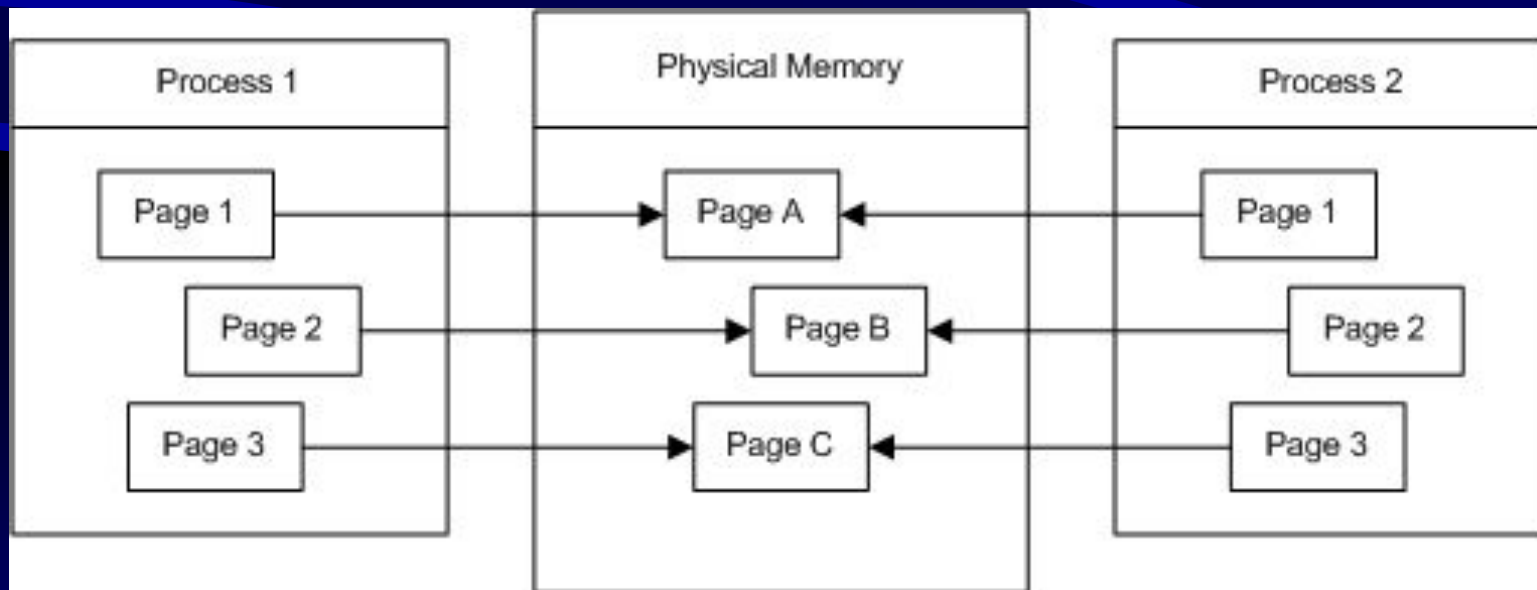 Process 1
Physical Memory
Process 2
Page 1
Page A
Page 1
Page 2
Page B
Page 2
Page 3
Page C
Page 3